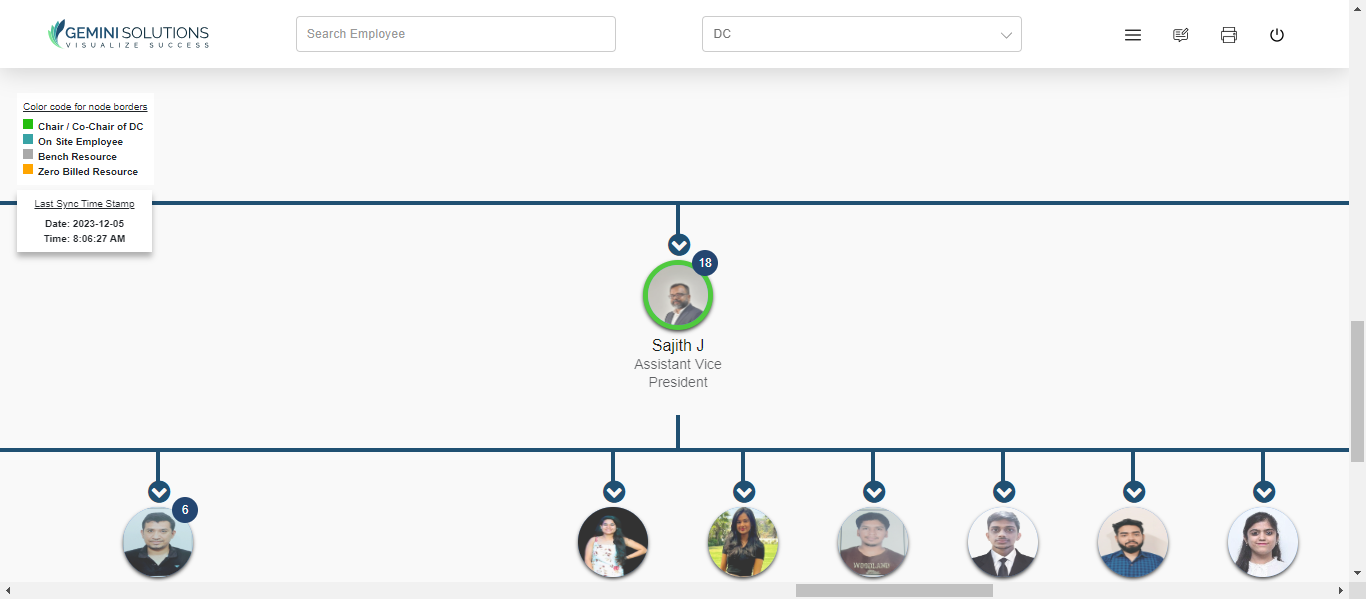 GEMINI SOLUTIONS
VISUALIZE SUCCESS
Search Employee
DC
Color code for node borders
Chair / Co-Chair of DC
On Site Employee
Bench Resource
Zero Billed Resource
Last Sync Time Stamp
Date: 2023-12-05
Time: 8:06:27 AM
18
Sajith J
Assistant Vice
President
6